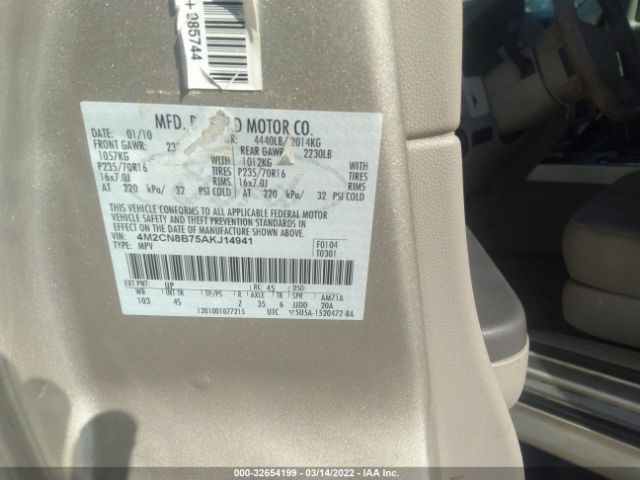 + 985744
MFD. FORD MOTOR CO.
DATE: 01/10 4440LB/ 2014KG
FRONT GAWR: REAR GAWR: 2230LB
1057KG WITH 1012KG WITH
P235/70R16 TIRES P235/70R16 TIRES
16x7.0J RIMS 16x7.0J RIMS
AT 220 kPa/ 32 PSI COLD AT 220 kPa/ 32 PSI COLD
THIS VEHICLE CONFORMS TO ALL APPLICABLE FEDERAL MOTOR
VEHICLE SAFETY AND THEFT PREVENTION STANDARDS IN
EFFECT ON THE DATE OF MANUFACTURE SHOWN ABOVE.
VIN: 4M2CN8B75AKJ14941 F0104
TYPE: MPV T0301
EXT PNT: UP RC: 45 DSO:
WB INT TR TP/PS R AXLE TR SPR AM71A
103 45 Z 35 6 JJDD 20A
1201001077215 UTC 5U5A-1520472-BA
000-32654199 - 03/14/2022 - IAA Inc.